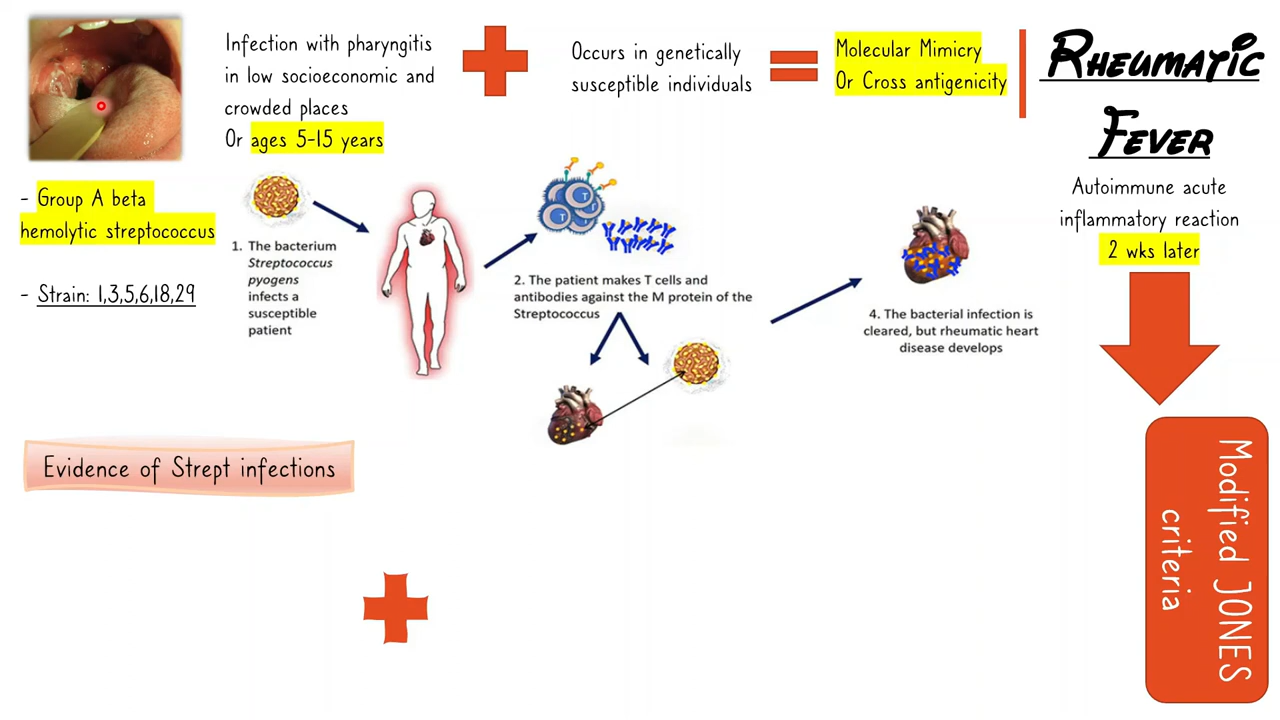 Infection with pharyngitis
in low socioeconomic and
crowded places
Or ages 5-15 years
Occurs in genetically
susceptible individuals
Molecular Mimicry
Or Cross antigenicity
RHEUMATIC
FEVER
Autoimmune acute
inflammatory reaction
2 wks later
- Group A beta
hemolytic streptococcus
- Strain: 1,3,5,6,18,29
1. The bacterium
Streptococcus
pyogens
infects a
susceptible
patient
T
T
T
2. The patient makes T cells and
antibodies against the M protein of the
Streptococcus
4. The bacterial infection is
cleared, but rheumatic heart
disease develops
Evidence of Strept infections
Modified JONES
criteria